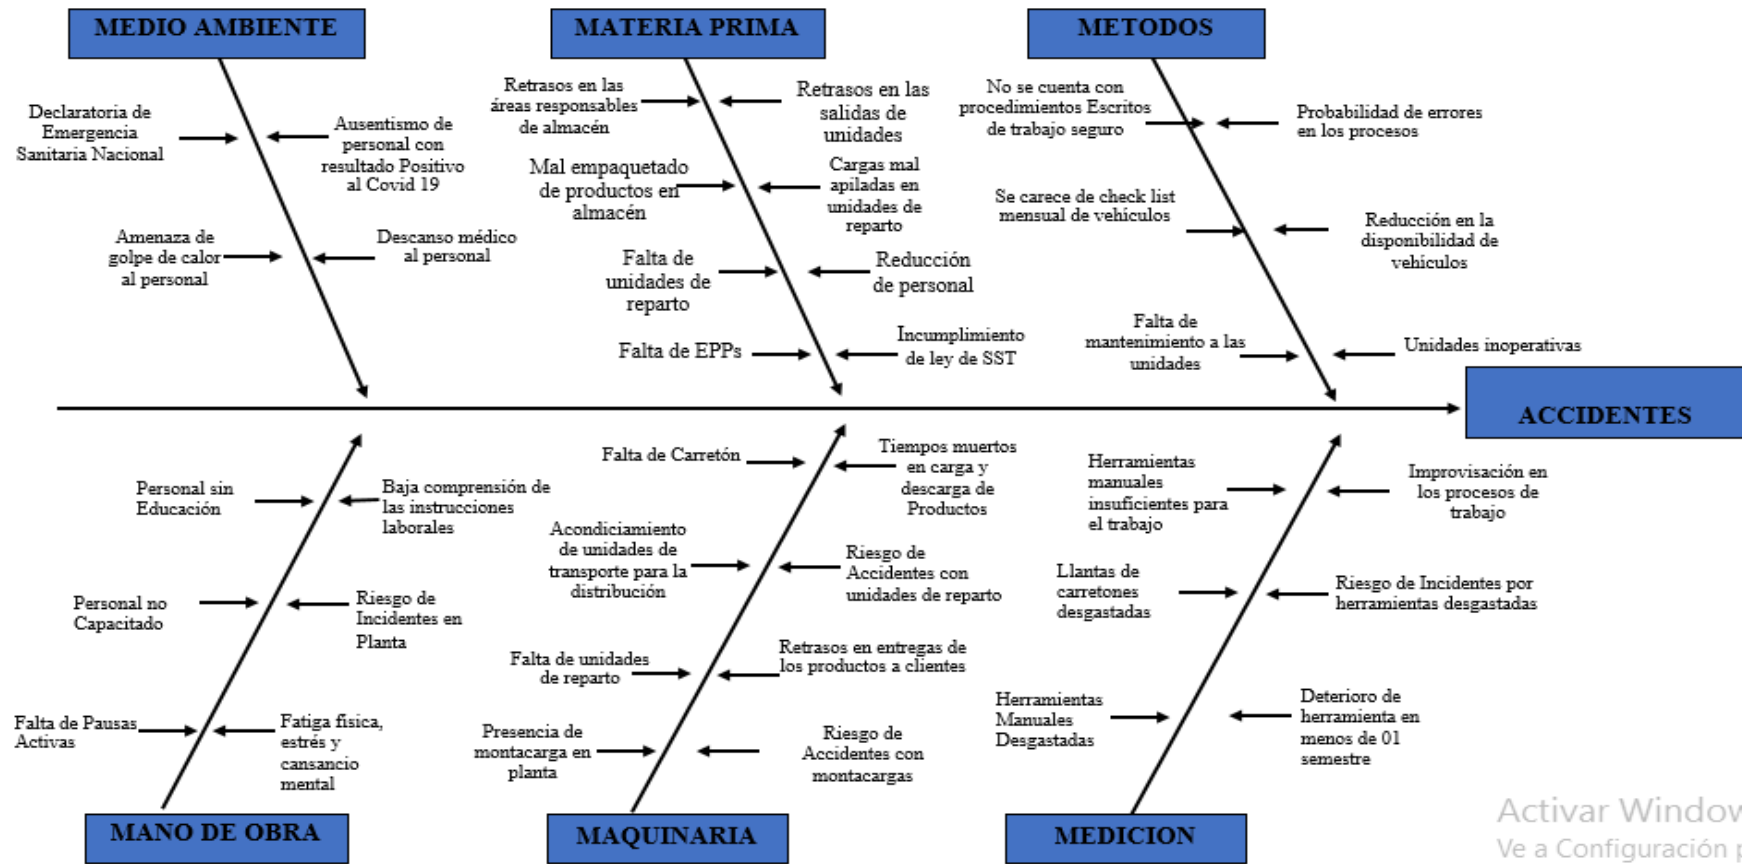 MEDIO AMBIENTE
MATERIA PRIMA
METODOS
Declaratoria de
Emergencia
Sanitaria Nacional
Ausentismo de
personal con
resultado Positivo
al Covid 19
Amenaza de
golpe de calor
al personal
Descanso médico
al personal
Retrasos en las
áreas responsables
de almacén
Retrasos en las
salidas de
unidades
Mal empaquetado
de productos en
almacén
Cargas mal
apiladas en
unidades de
reparto
Falta de
unidades de
reparto
Reducción
de personal
Falta de EPPs
Incumplimiento
de ley de SST
No se cuenta con
procedimientos Escritos
de trabajo seguro
Probabilidad de errores
en los procesos
Se carece de check list
mensual de vehículos
Reducción en la
disponibilidad de
vehículos
Falta de
mantenimiento a las
unidades
Unidades inoperativas
ACCIDENTES
Personal sin
Educación
Baja comprensión de
las instrucciones
laborales
Personal no
Capacitado
Riesgo de
Incidentes en
Planta
Falta de Pausas
Activas
Fatiga física,
estrés y
cansancio
mental
Falta de Carretón
Tiempos muertos
en carga y
descarga de
Productos
Acondiciamiento
de unidades de
transporte para la
distribución
Riesgo de
Accidentes con
unidades de reparto
Falta de unidades
de reparto
Retrasos en entregas de
los productos a clientes
Presencia de
montacarga en
planta
Riesgo de
Accidentes con
montacargas
Herramientas
manuales
insuficientes para
el trabajo
Improvisación en
los procesos de
trabajo
Llantas de
carretones
desgastadas
Riesgo de Incidentes por
herramientas desgastadas
Herramientas
Manuales
Desgastadas
Deterioro de
herramienta en
menos de 01
semestre
MANO DE OBRA
MAQUINARIA
MEDICION
Activar Window
Ve a Configuración p